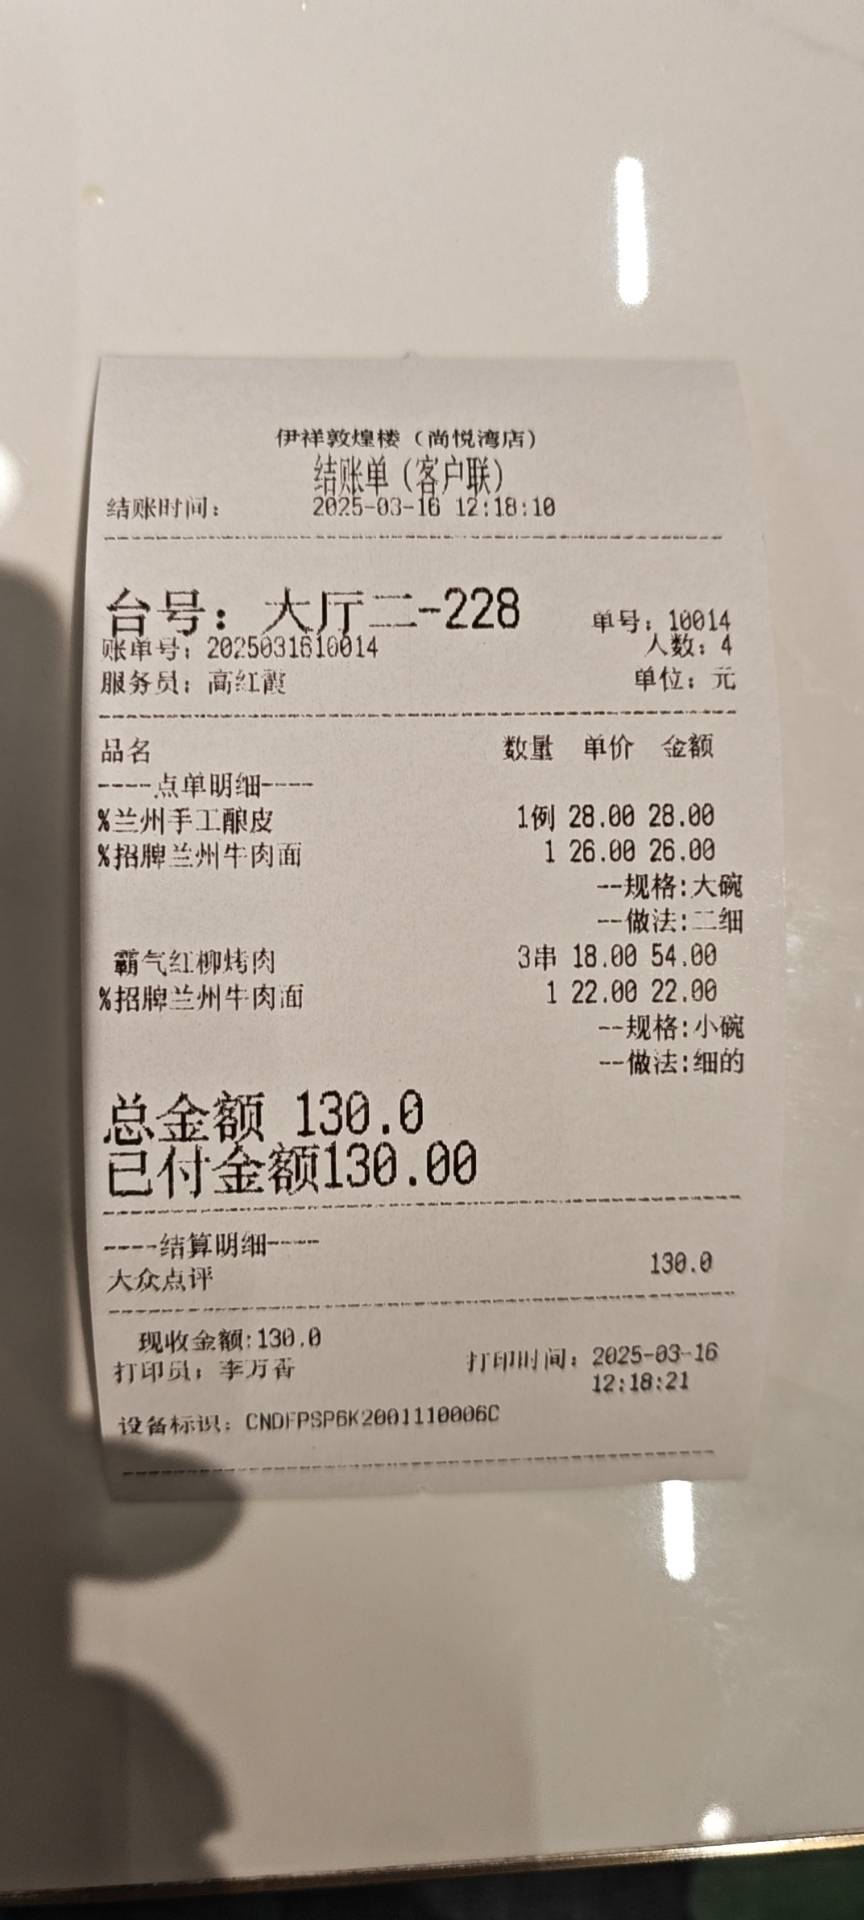 伊祥敦煌楼（尚悦湾店）
结账单（客户联）
结账时间： 2025-03-16 12:18:10
台号：大厅二-228 单号：10014
账单号：2025031610014 人数：4
服务员：高红霞 单位：元
品名 数量 单价 金额
----点单明细----
%兰州手工酿皮 1例 28.00 28.00
%招牌兰州牛肉面 1 26.00 26.00
--规格:大碗
--做法:二细
霸气红柳烤肉 3串 18.00 54.00
%招牌兰州牛肉面 1 22.00 22.00
--规格:小碗
--做法:细的
总金额 130.0
已付金额130.00
----结算明细----
大众点评 130.0
现收金额:130.0
打印员：李万香 打印时间：2025-03-16
12:18:21
设备标识：CNDFPSP6K2001110006C